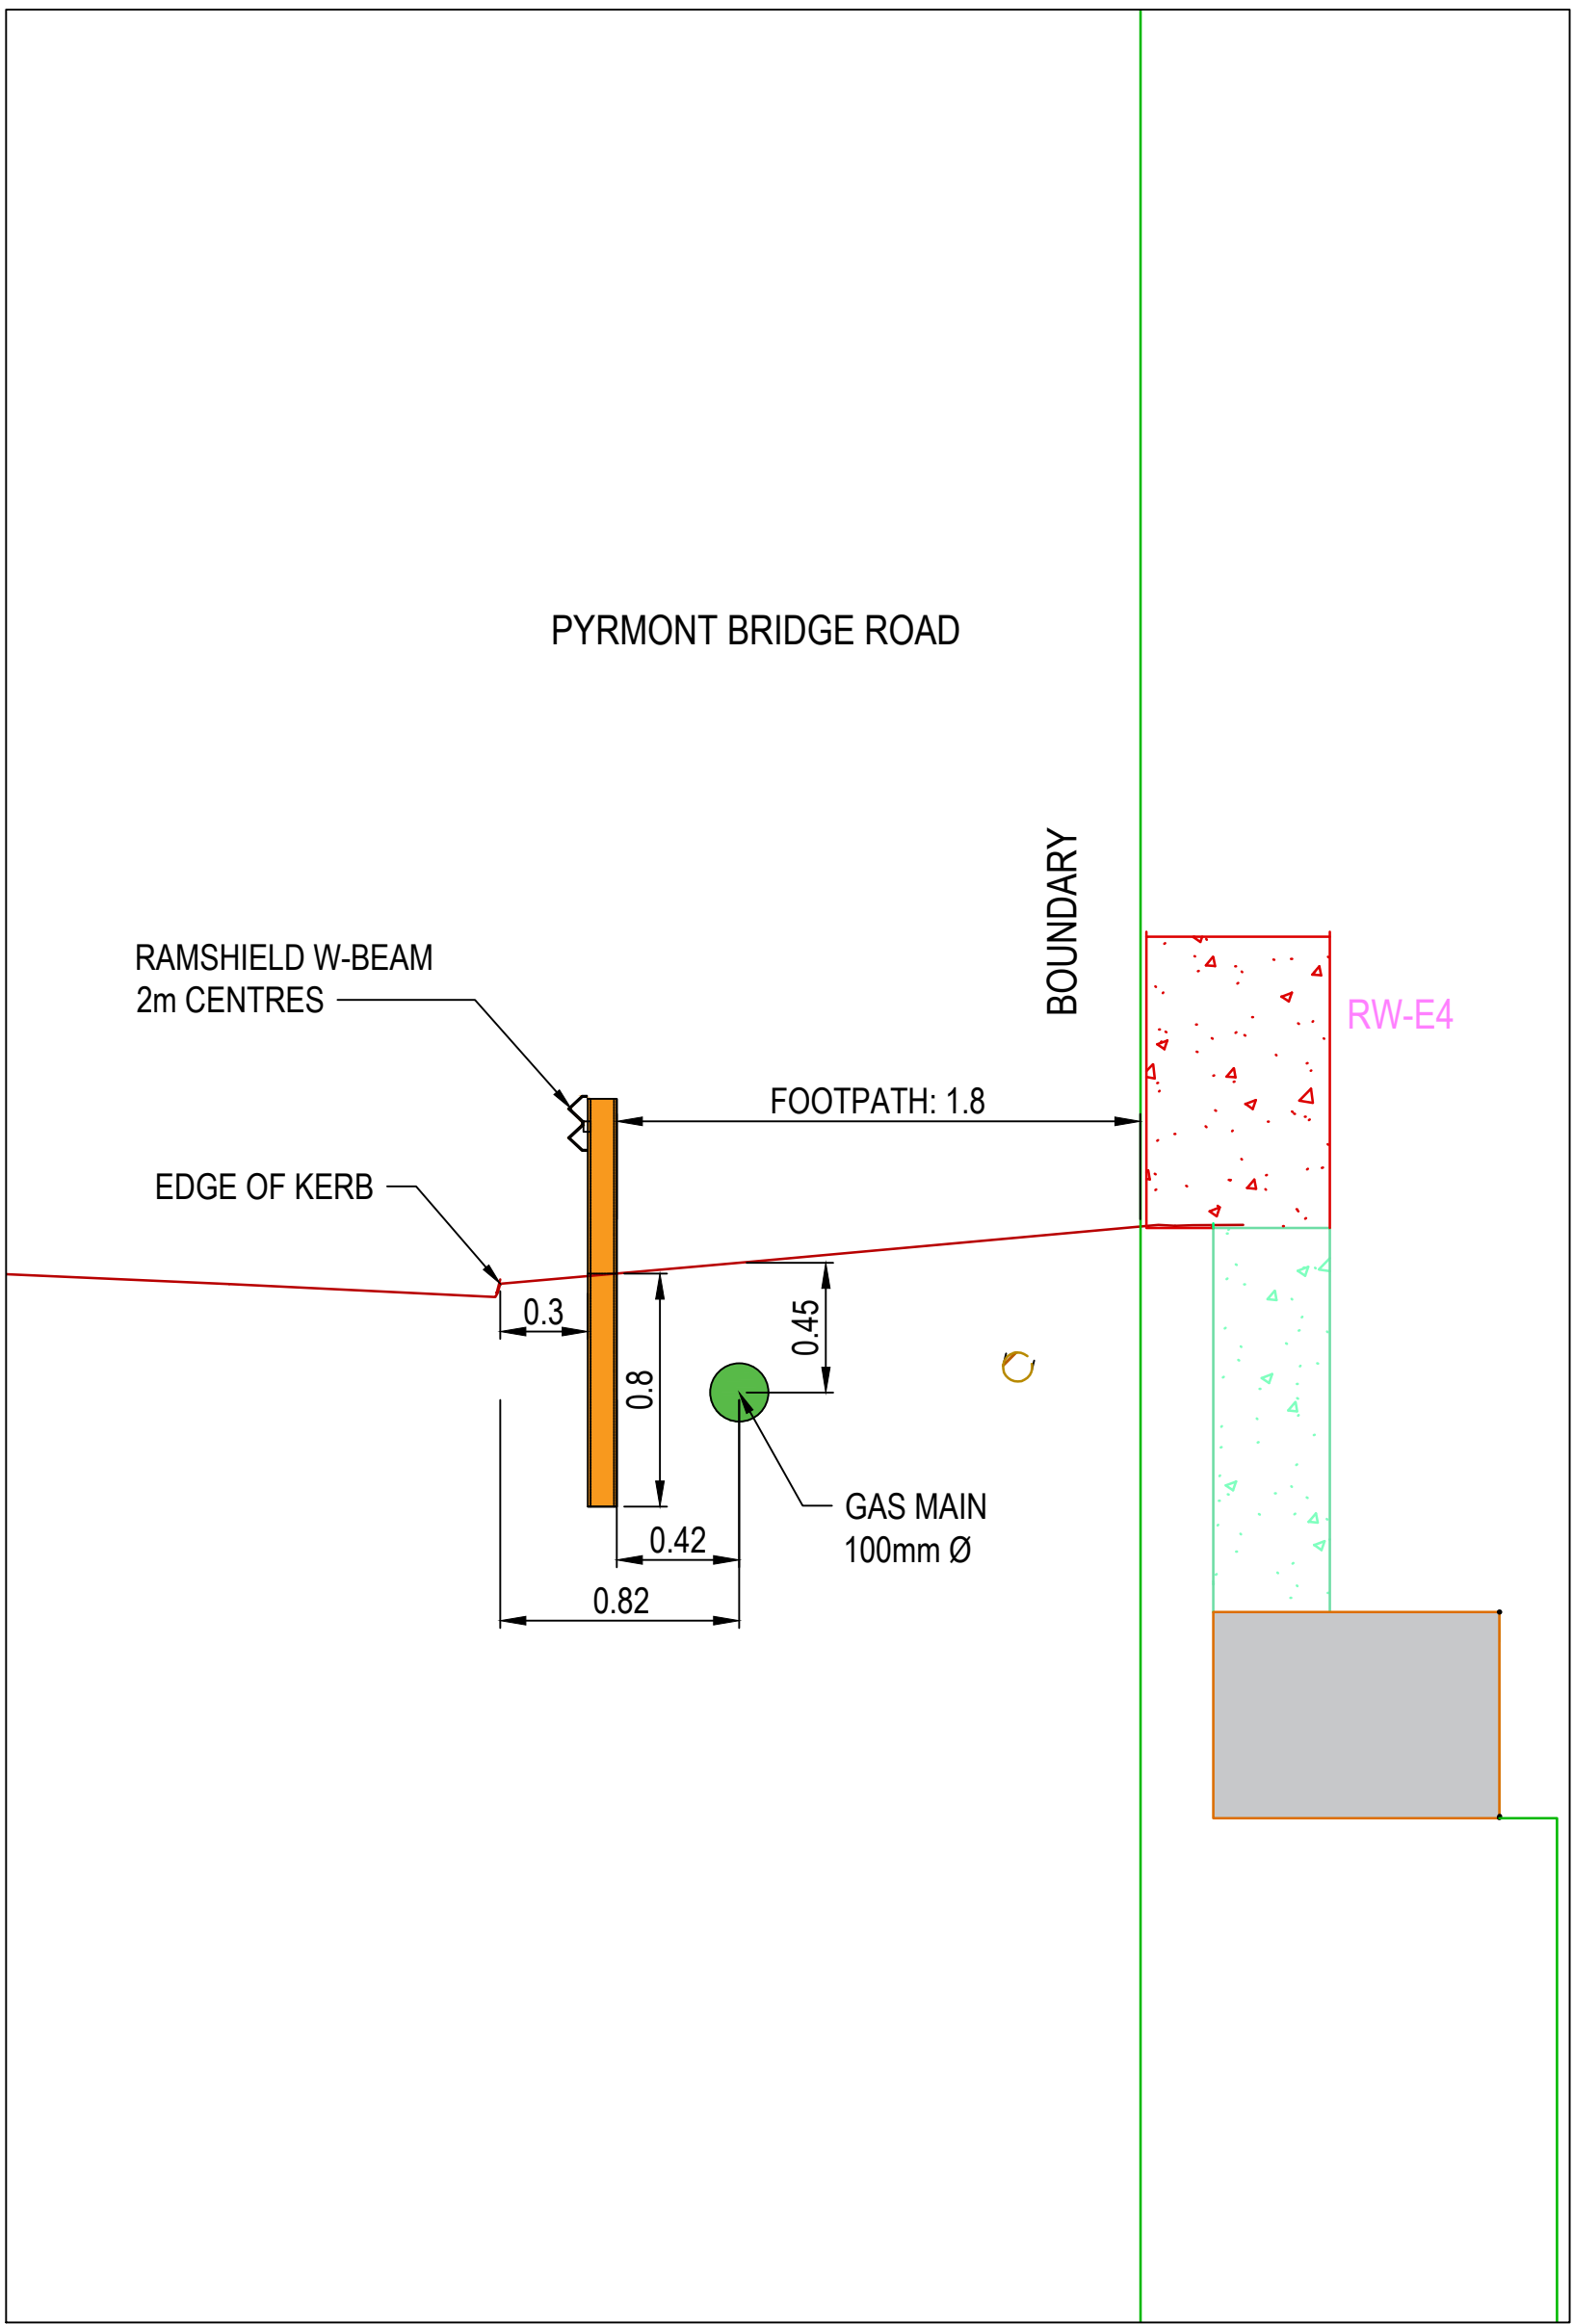 PYRMONT BRIDGE ROAD
BOUNDARY
RAMSHIELD W-BEAM
2m CENTRES
RW-E4
FOOTPATH: 1.8
EDGE OF KERB
0.3
0.45
0.8
GAS MAIN
100mm Ø
0.42
0.82